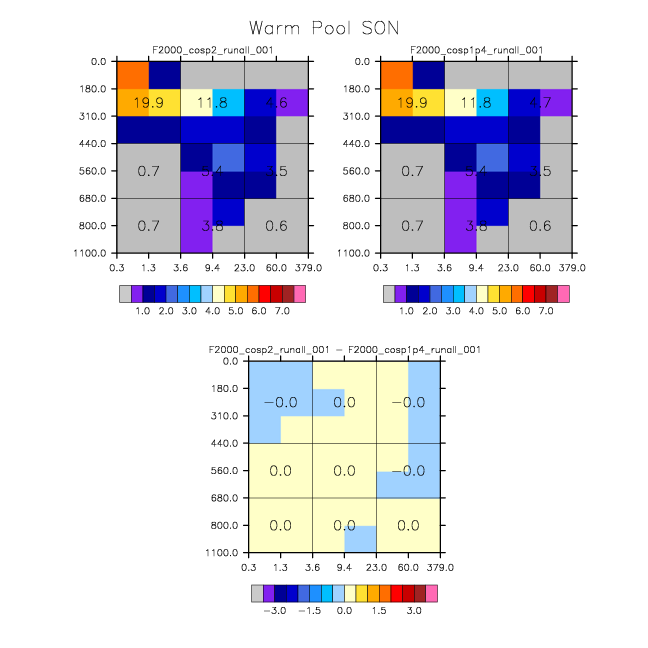 Warm Pool SON
F2000_cosp2_runall_001
F2000_cosp1p4_runall_001
0.0
180.0
310.0
440.0
560.0
680.0
800.0
1100.0
19.9 11.8 4.6
0.7 5.4 3.5
0.7 3.8 0.6
0.3 1.3 3.6 9.4 23.0 60.0 379.0
1.0 2.0 3.0 4.0 5.0 6.0 7.0
0.0
180.0
310.0
440.0
560.0
680.0
800.0
1100.0
19.9 11.8 4.7
0.7 5.4 3.5
0.7 3.8 0.6
0.3 1.3 3.6 9.4 23.0 60.0 379.0
1.0 2.0 3.0 4.0 5.0 6.0 7.0
F2000_cosp2_runall_001 − F2000_cosp1p4_runall_001
0.0
180.0
310.0
440.0
560.0
680.0
800.0
1100.0
−0.0 0.0 −0.0
0.0 0.0 −0.0
0.0 0.0 0.0
0.3 1.3 3.6 9.4 23.0 60.0 379.0
−3.0 −1.5 0.0 1.5 3.0